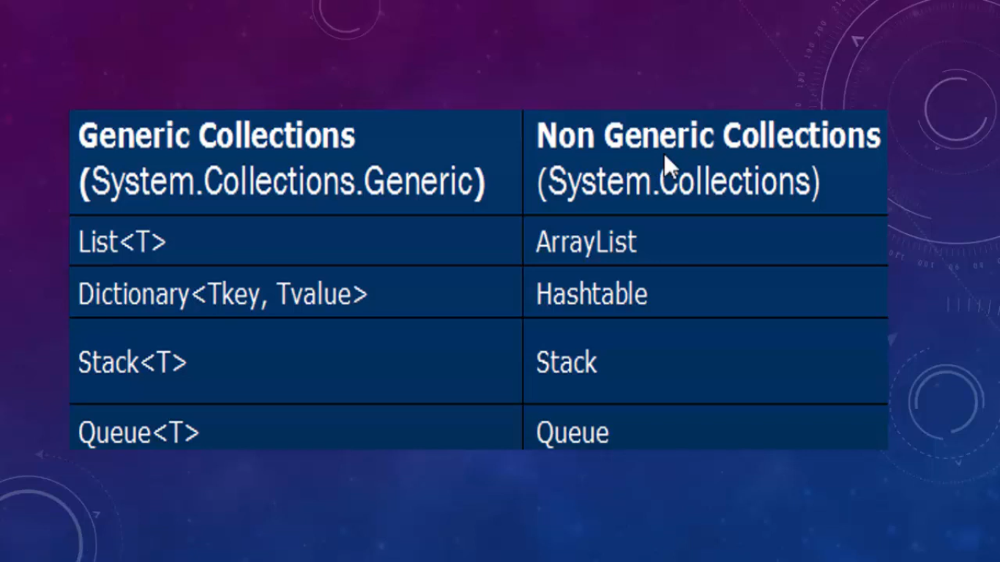 Generic Collections
(System.Collections.Generic)
Non Generic Collections
(System.Collections)
List<T>
ArrayList
Dictionary<Tkey, Tvalue>
Hashtable
Stack<T>
Stack
Queue<T>
Queue